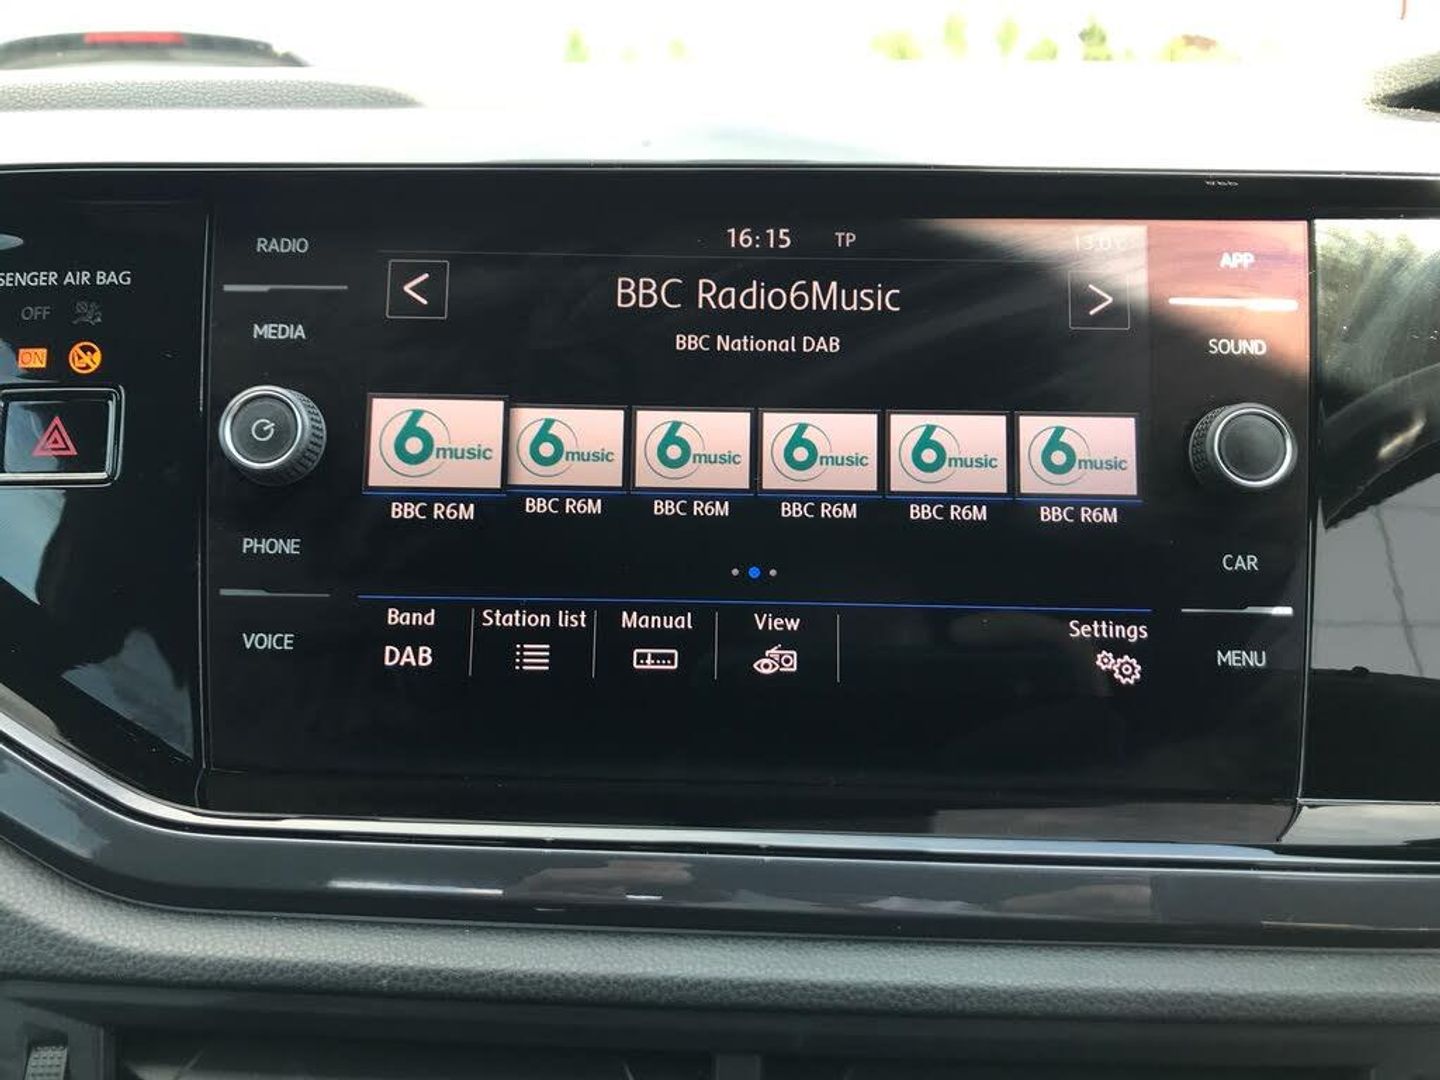 16:15 TP 13.0°C
RADIO
APP
SENGER AIR BAG
BBC Radio6Music
OFF
MEDIA
SOUND
BBC National DAB
ON
6music 6music 6music 6music 6music 6music
BBC R6M BBC R6M BBC R6M BBC R6M BBC R6M BBC R6M
PHONE
CAR
Band Station list Manual View Settings
DAB
VOICE
MENU